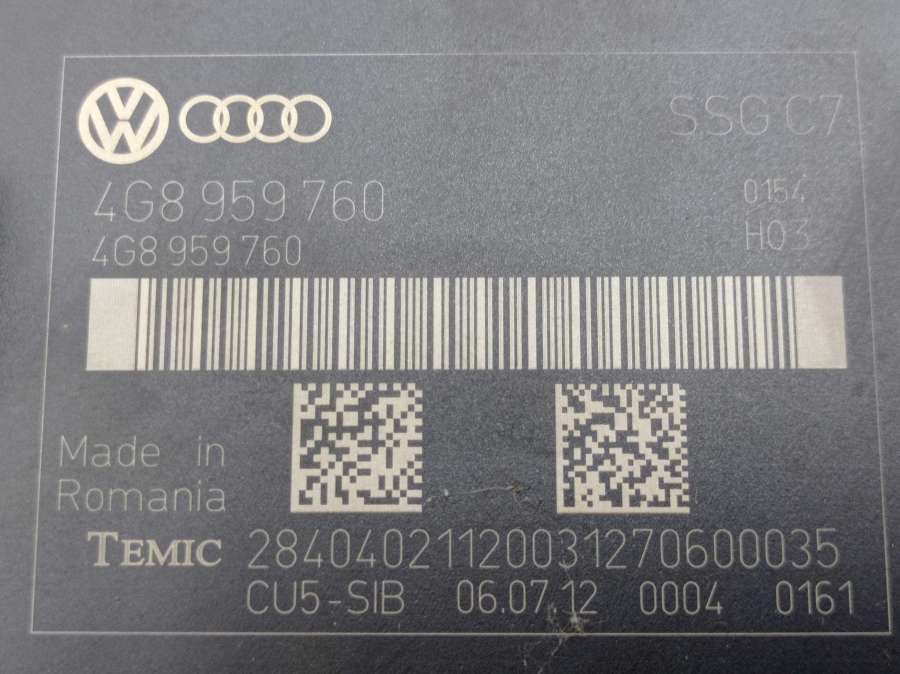 SSG C7
4G8 959 760
0154
4G8 959 760
H03
Made in
Romania
TEMIC 28404021120031270600035
CU5-SIB 06.07.12 0004 0161